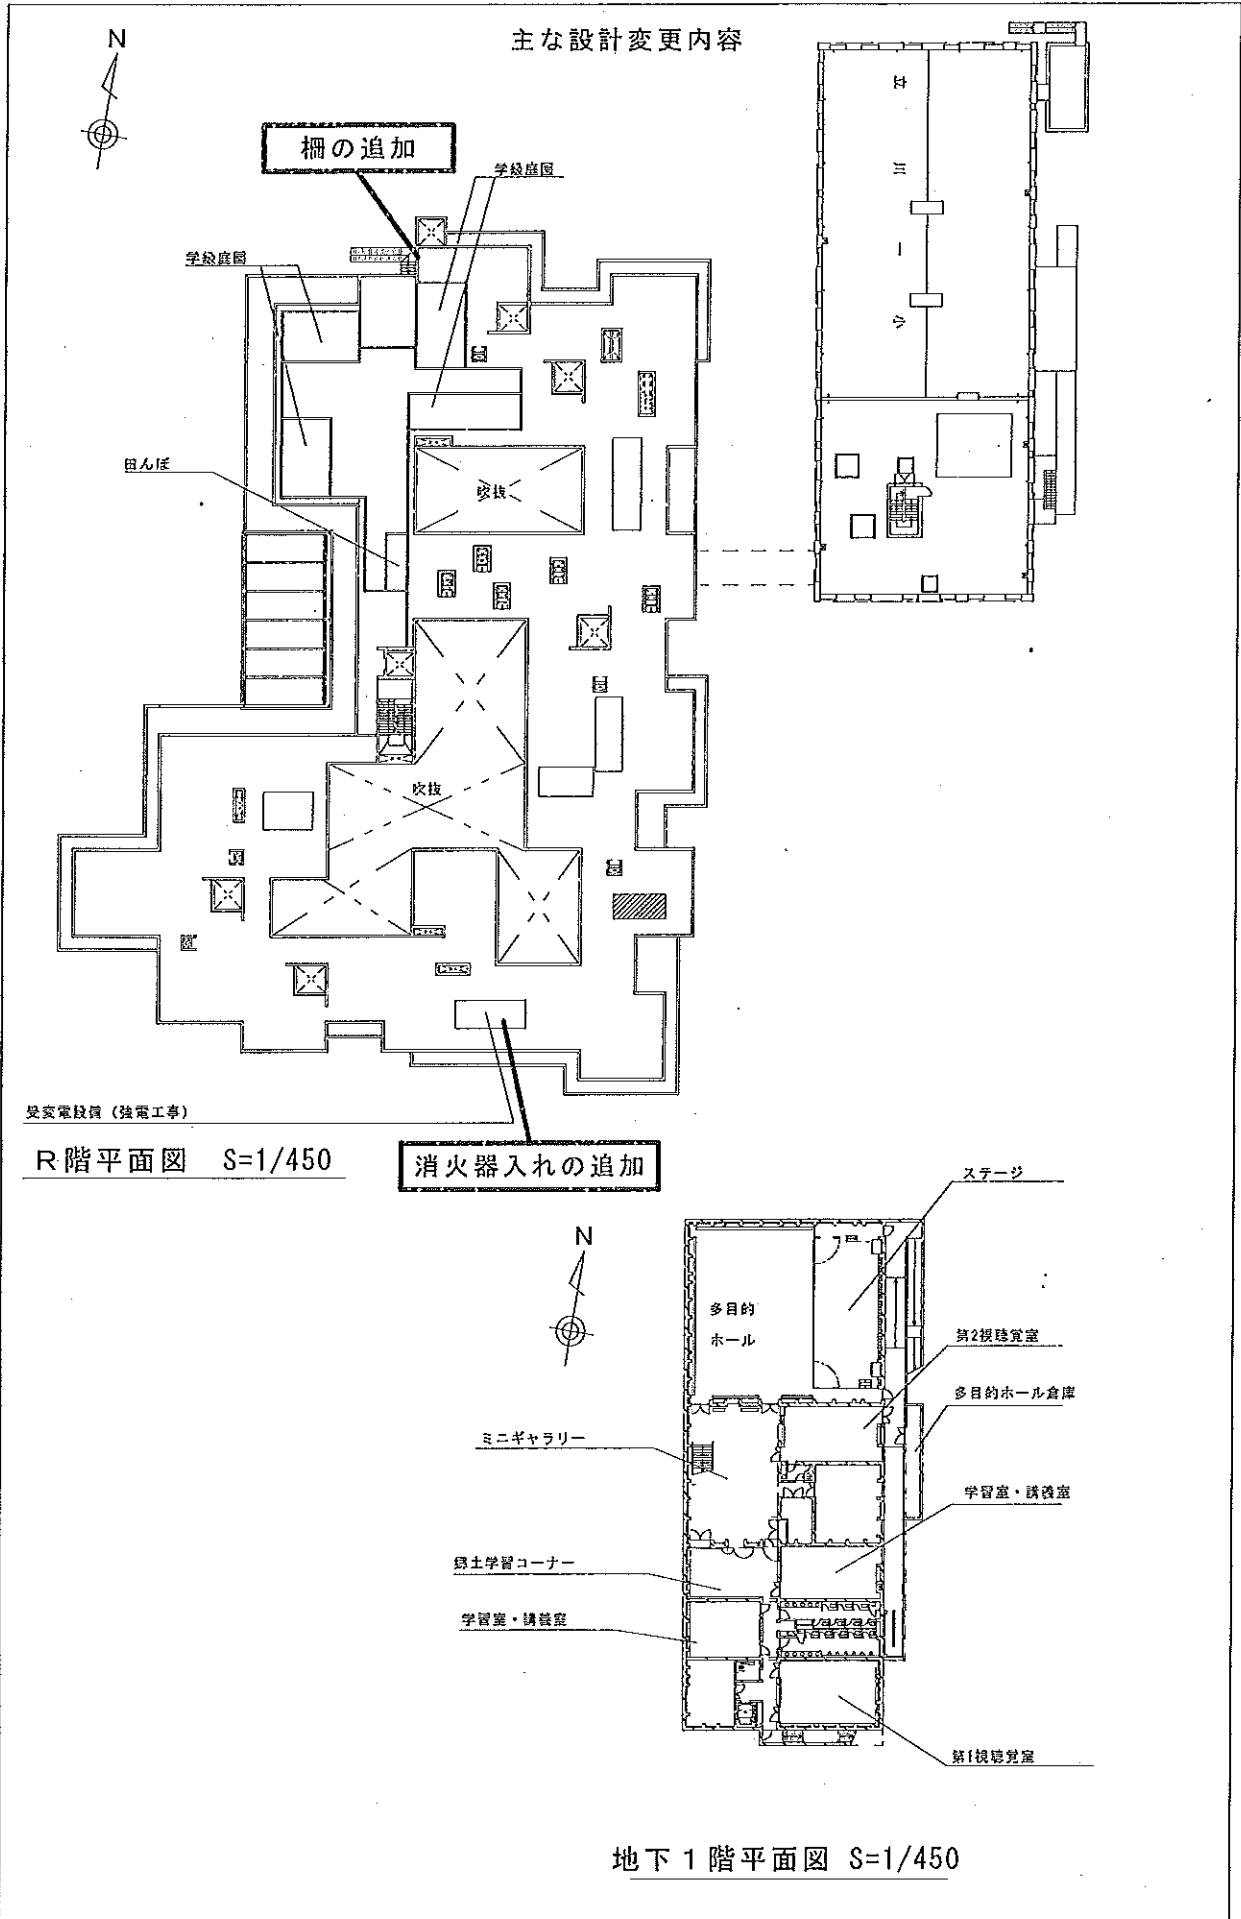 主な設計変更内容
N
柵の追加
学級庭園
学級庭園
田んぼ
吹抜
吹抜
立川一小
受変電設備（強電工事）
R階平面図 S=1/450
消火器入れの追加
N
ステージ
多目的
ホール
第2視聴覚室
多目的ホール倉庫
ミニギャラリー
学習室・講義室
郷土学習コーナー
学習室・講義室
第1視聴覚室
地下1階平面図 S=1/450